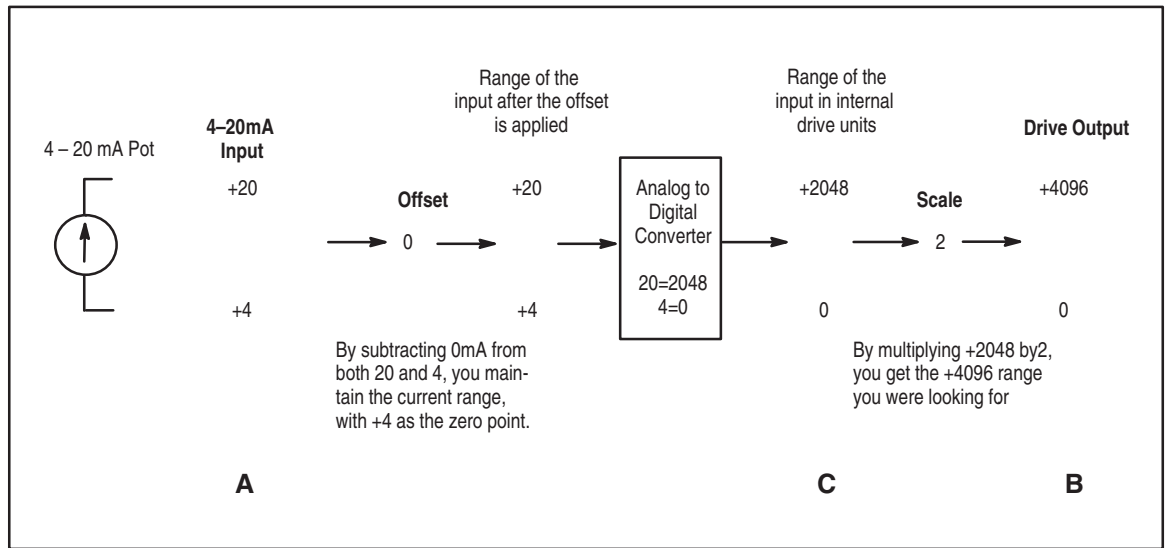 Range of the
input after the offset
is applied
Range of the
input in internal
drive units
4–20mA
Input
Drive Output
4 – 20 mA Pot
+20
Offset
+20
Analog to
Digital
Converter
+2048
Scale
+4096
0
2
20=2048
4=0
+4
+4
0
0
By subtracting 0mA from
both 20 and 4, you main-
tain the current range,
with +4 as the zero point.
By multiplying +2048 by2,
you get the +4096 range
you were looking for
A
C
B